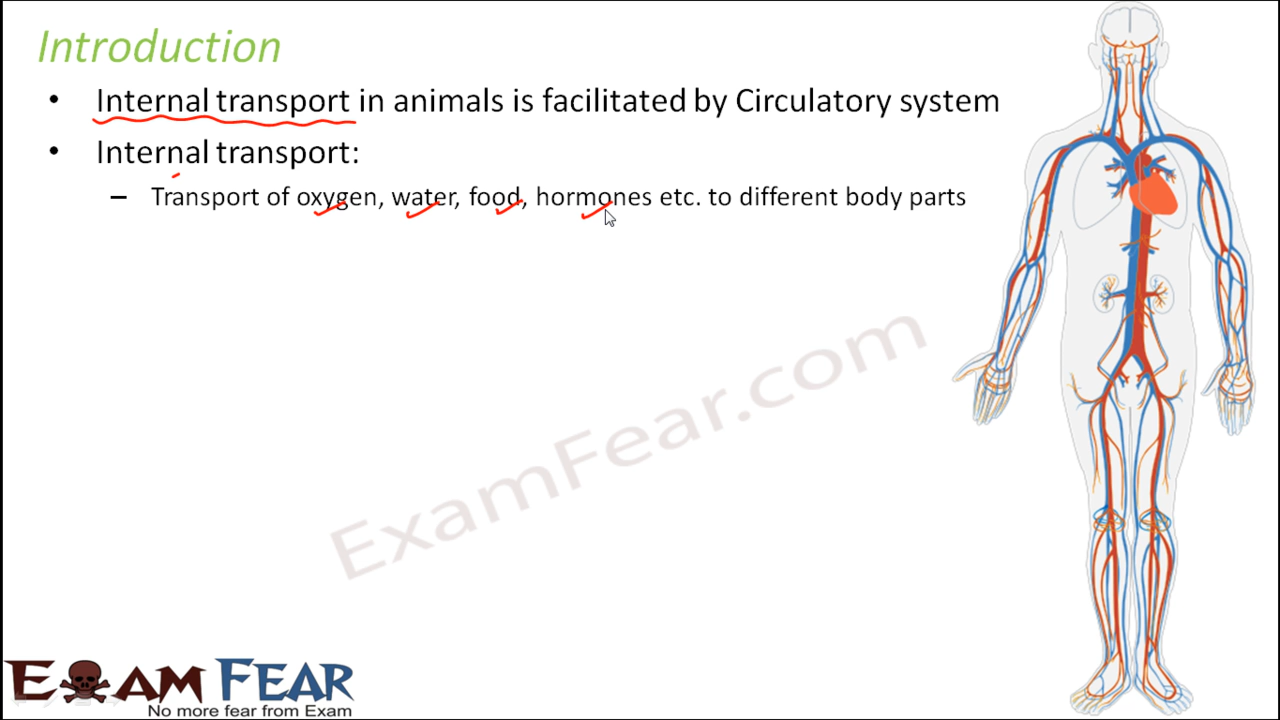 Introduction
• Internal transport in animals is facilitated by Circulatory system
• Internal transport:
– Transport of oxygen, water, food, hormones etc. to different body parts
ExamFear.com
EXAM FEAR
No more fear from Exam